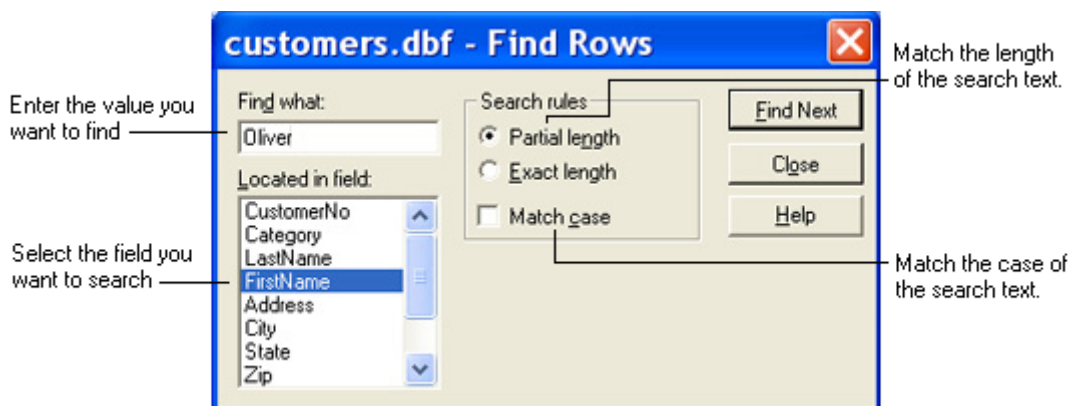 customers.dbf - Find Rows
Match the length
of the search text.
Enter the value you
want to find
Find what:
Oliver
Search rules
Partial length
Exact length
Match case
Find Next
Close
Help
Located in field:
CustomerNo
Category
LastName
FirstName
Address
City
State
Zip
Select the field you
want to search
Match the case of
the search text.